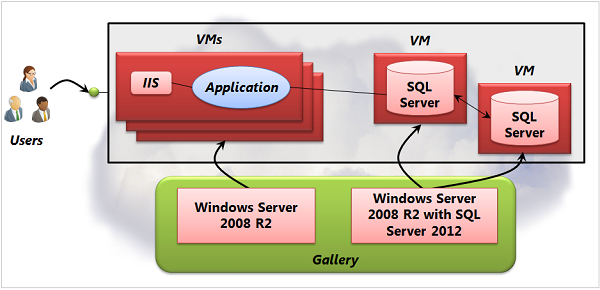 VMs
VM
VM
IIS
Application
SQL
Server
SQL
Server
Users
Windows Server
2008 R2
Windows Server
2008 R2 with SQL
Server 2012
Gallery